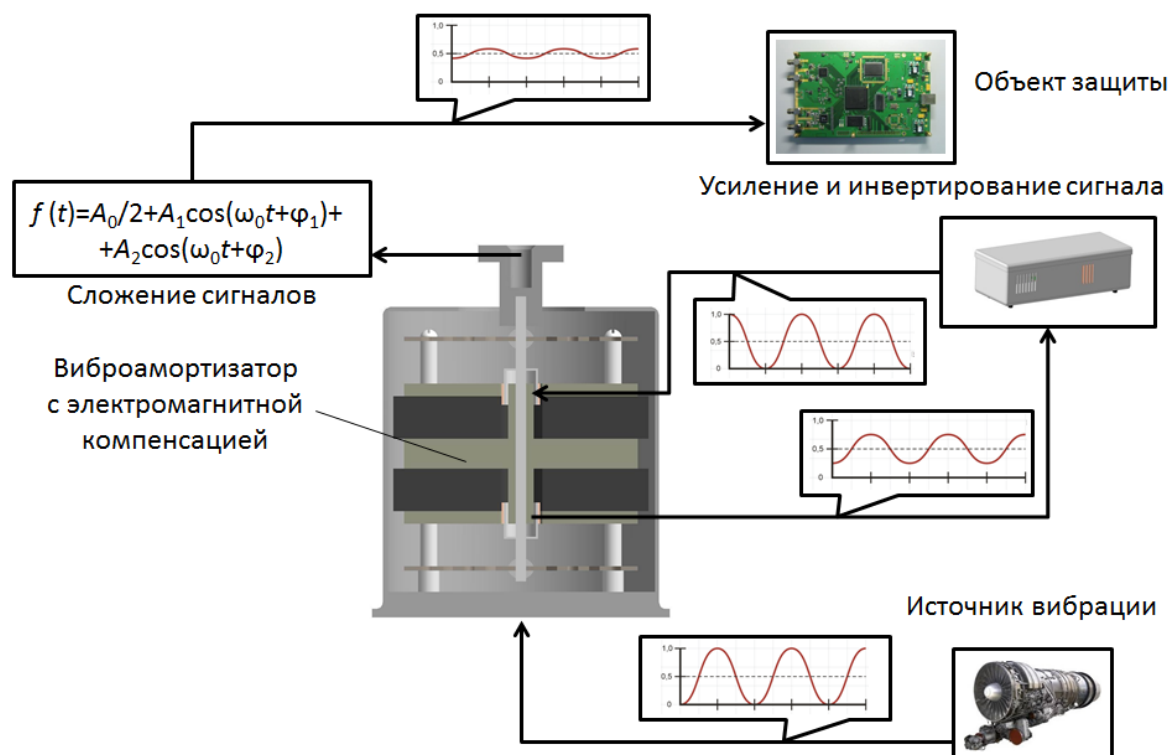 1,0
0,5
0
Объект защиты
Усиление и инвертирование сигнала
f (t)=A₀/2+A₁cos(ω₀t+φ₁)+
+A₂cos(ω₀t+φ₂)
Сложение сигналов
1,0
0,5
0
Виброамортизатор
с электромагнитной
компенсацией
1,0
0,5
0
Источник вибрации
1,0
0,5
0